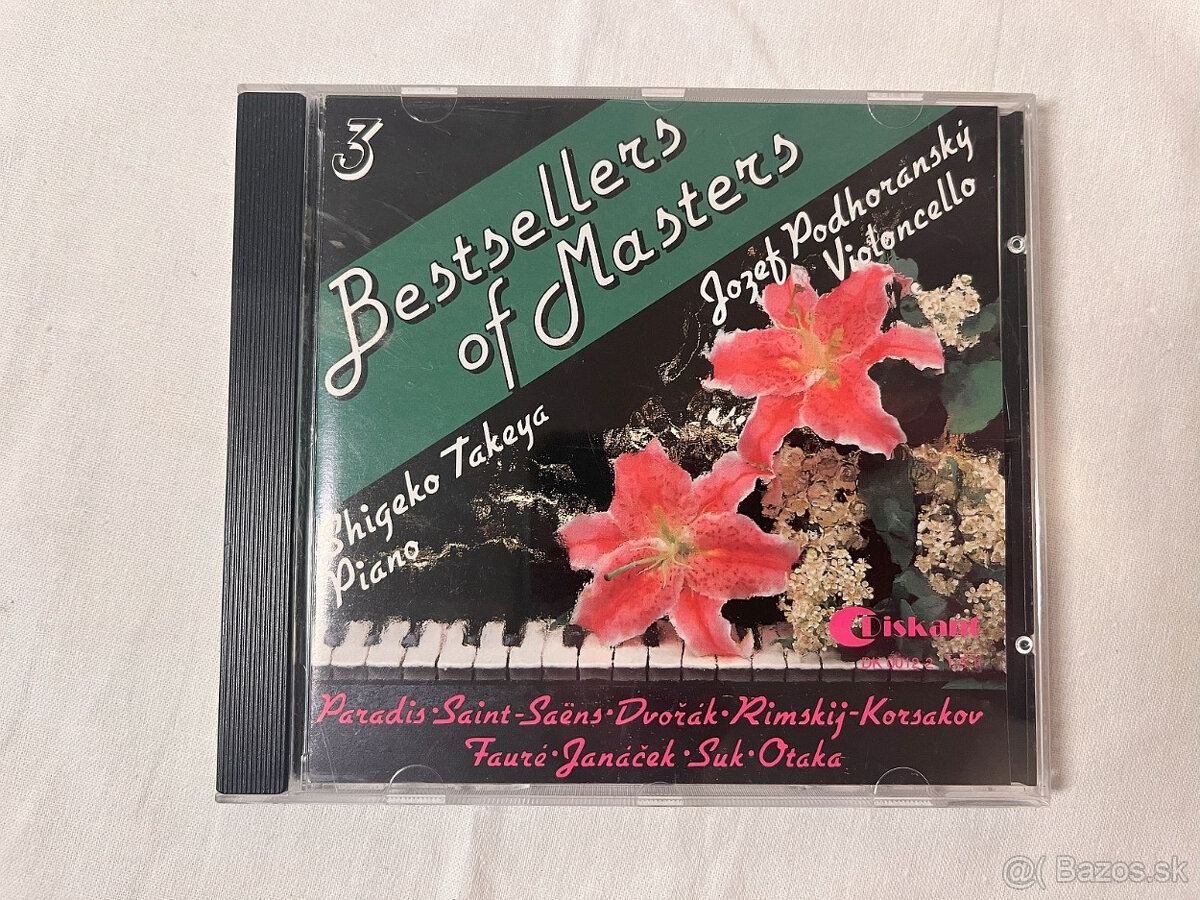 3
Bestsellers
of Masters
Jozef Podhoránský
Violoncello
Shigeko Takeya
Piano
Diskant
Paradis·Saint-Saëns·Dvořák·Rimskij-Korsakov
Fauré·Janáček·Suk·Otaka
@( Bazos.sk